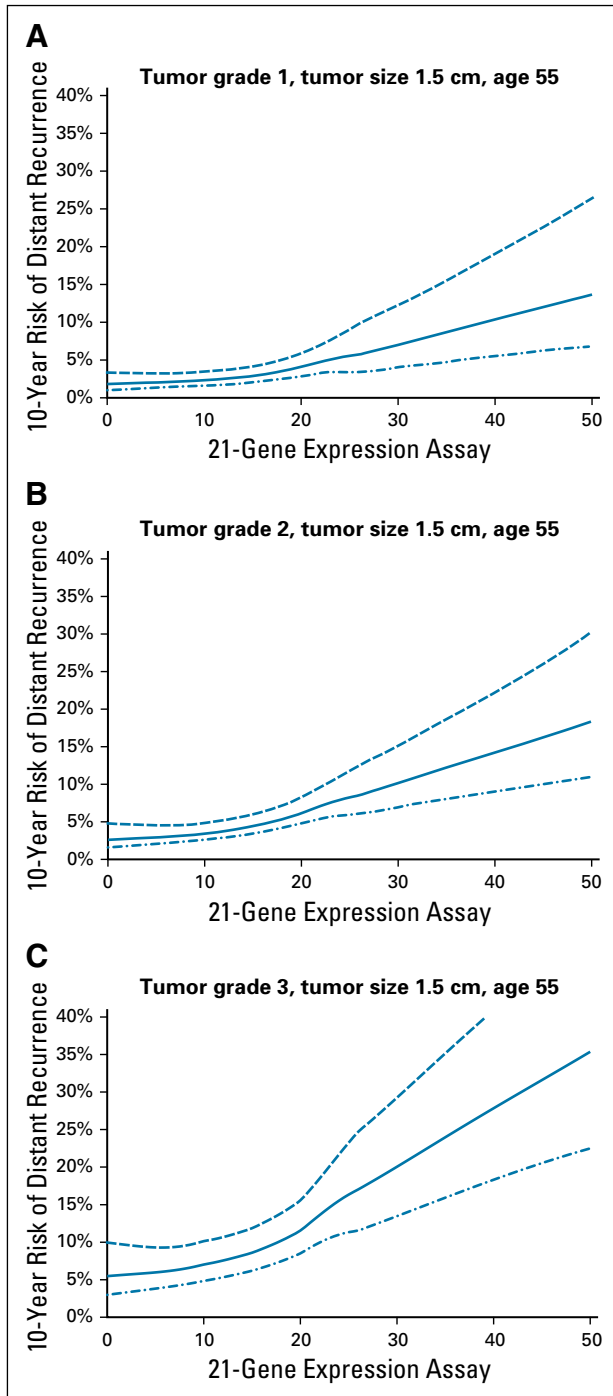 A
Tumor grade 1, tumor size 1.5 cm, age 55
10-Year Risk of Distant Recurrence
40%
35%
30%
25%
20%
15%
10%
5%
0%
0 10 20 30 40 50
21-Gene Expression Assay
B
Tumor grade 2, tumor size 1.5 cm, age 55
10-Year Risk of Distant Recurrence
40%
35%
30%
25%
20%
15%
10%
5%
0%
0 10 20 30 40 50
21-Gene Expression Assay
C
Tumor grade 3, tumor size 1.5 cm, age 55
10-Year Risk of Distant Recurrence
40%
35%
30%
25%
20%
15%
10%
5%
0%
0 10 20 30 40 50
21-Gene Expression Assay